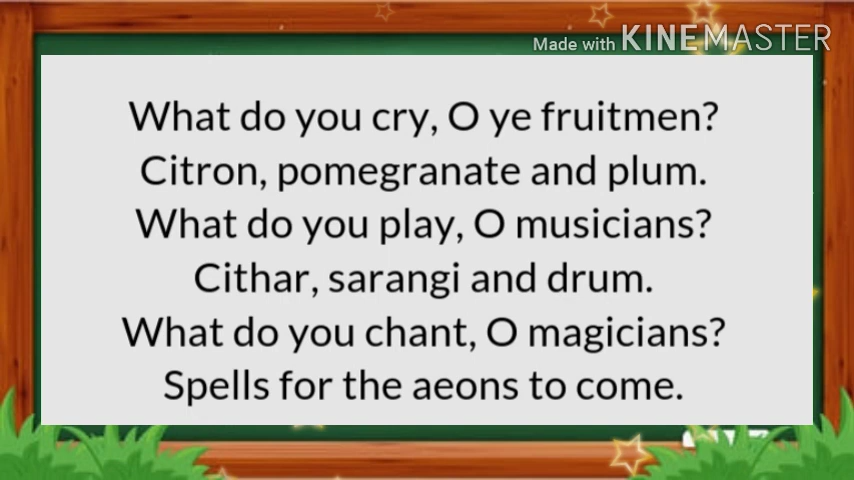 Made with KINEMASTER
What do you cry, O ye fruitmen?
Citron, pomegranate and plum.
What do you play, O musicians?
Cithar, sarangi and drum.
What do you chant, O magicians?
Spells for the aeons to come.